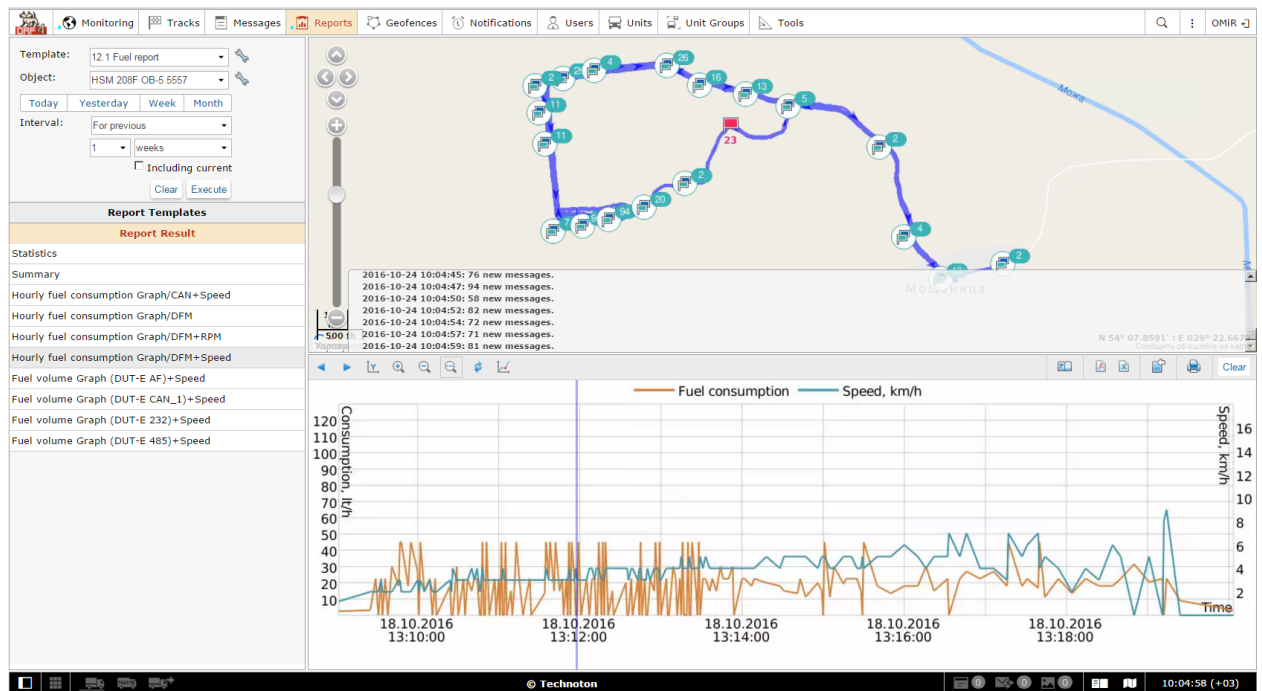 ORF 4
Monitoring
Tracks
Messages
Reports
Geofences
Notifications
Users
Units
Unit Groups
Tools
OMiR
Template:
12.1 Fuel report
Object:
HSM 208F OB-5 5557
Today Yesterday Week Month
Interval:
For previous
1 weeks
Including current
Clear Execute
Report Templates
Report Result
Statistics
Summary
Hourly fuel consumption Graph/CAN+Speed
Hourly fuel consumption Graph/DFM
Hourly fuel consumption Graph/DFM+RPM
Hourly fuel consumption Graph/DFM+Speed
Fuel volume Graph (DUT-E AF)+Speed
Fuel volume Graph (DUT-E CAN_1)+Speed
Fuel volume Graph (DUT-E 232)+Speed
Fuel volume Graph (DUT-E 485)+Speed
2
4
26
16
13
5
11
11
23
2
2
20
94
7
4
2
Можа
Мощаница
2016-10-24 10:04:45: 76 new messages.
2016-10-24 10:04:47: 94 new messages.
2016-10-24 10:04:50: 58 new messages.
2016-10-24 10:04:52: 82 new messages.
2016-10-24 10:04:54: 72 new messages.
2016-10-24 10:04:57: 71 new messages.
2016-10-24 10:04:59: 81 new messages.
500
N 54° 07.8591' : E 029° 22.667
Сообщить об ошибке на карте
Clear
Fuel consumption Speed, km/h
Consumption, lt/h
120
110
100
90
80
70
60
50
40
30
20
10
Speed, km/h
16
14
12
10
8
6
4
2
Time
18.10.2016 18.10.2016 18.10.2016 18.10.2016 18.10.2016
13:10:00 13:12:00 13:14:00 13:16:00 13:18:00
© Technoton
0 0 0
10:04:58 (+03)